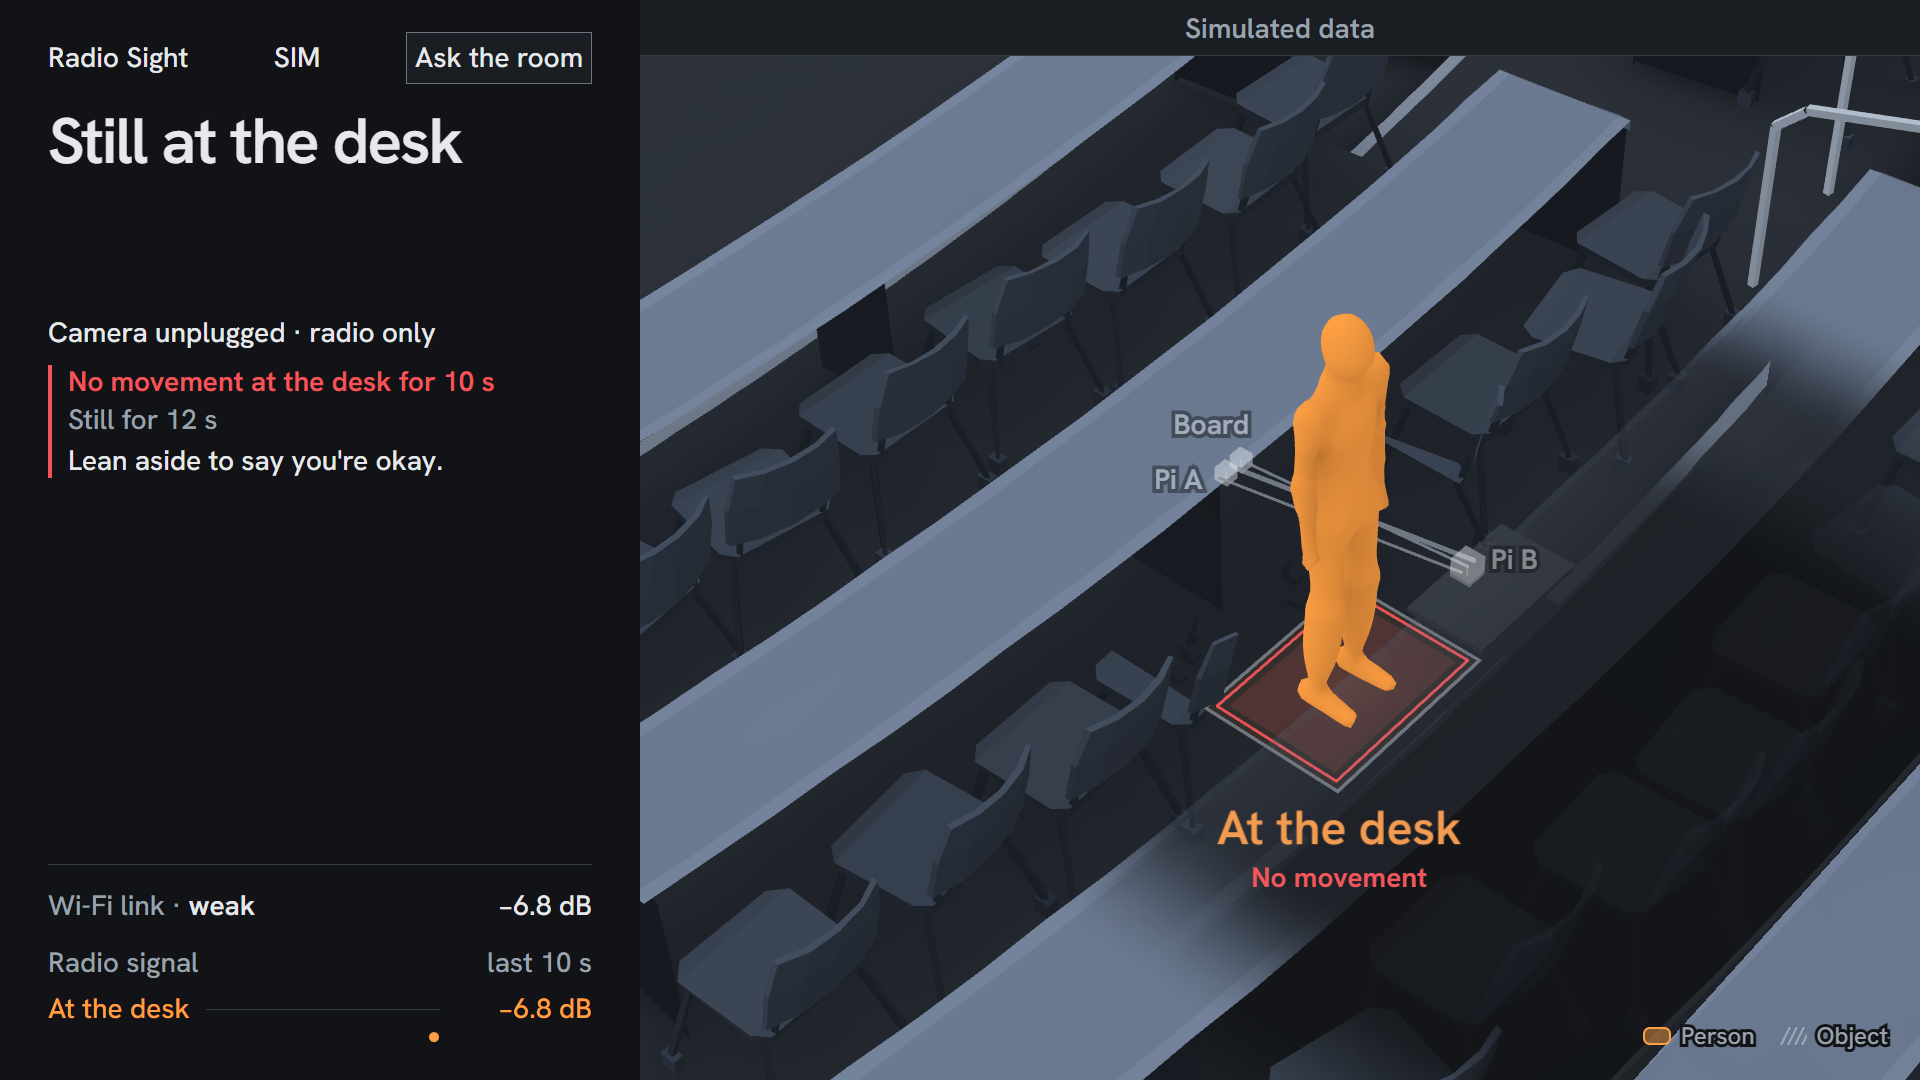 Radio Sight
SIM
Ask the room
Still at the desk
Camera unplugged · radio only
No movement at the desk for 10 s
Still for 12 s
Lean aside to say you're okay.
Wi-Fi link · weak
−6.8 dB
Radio signal
last 10 s
At the desk
−6.8 dB
Simulated data
Board
Pi A
Pi B
At the desk
No movement
Person
Object